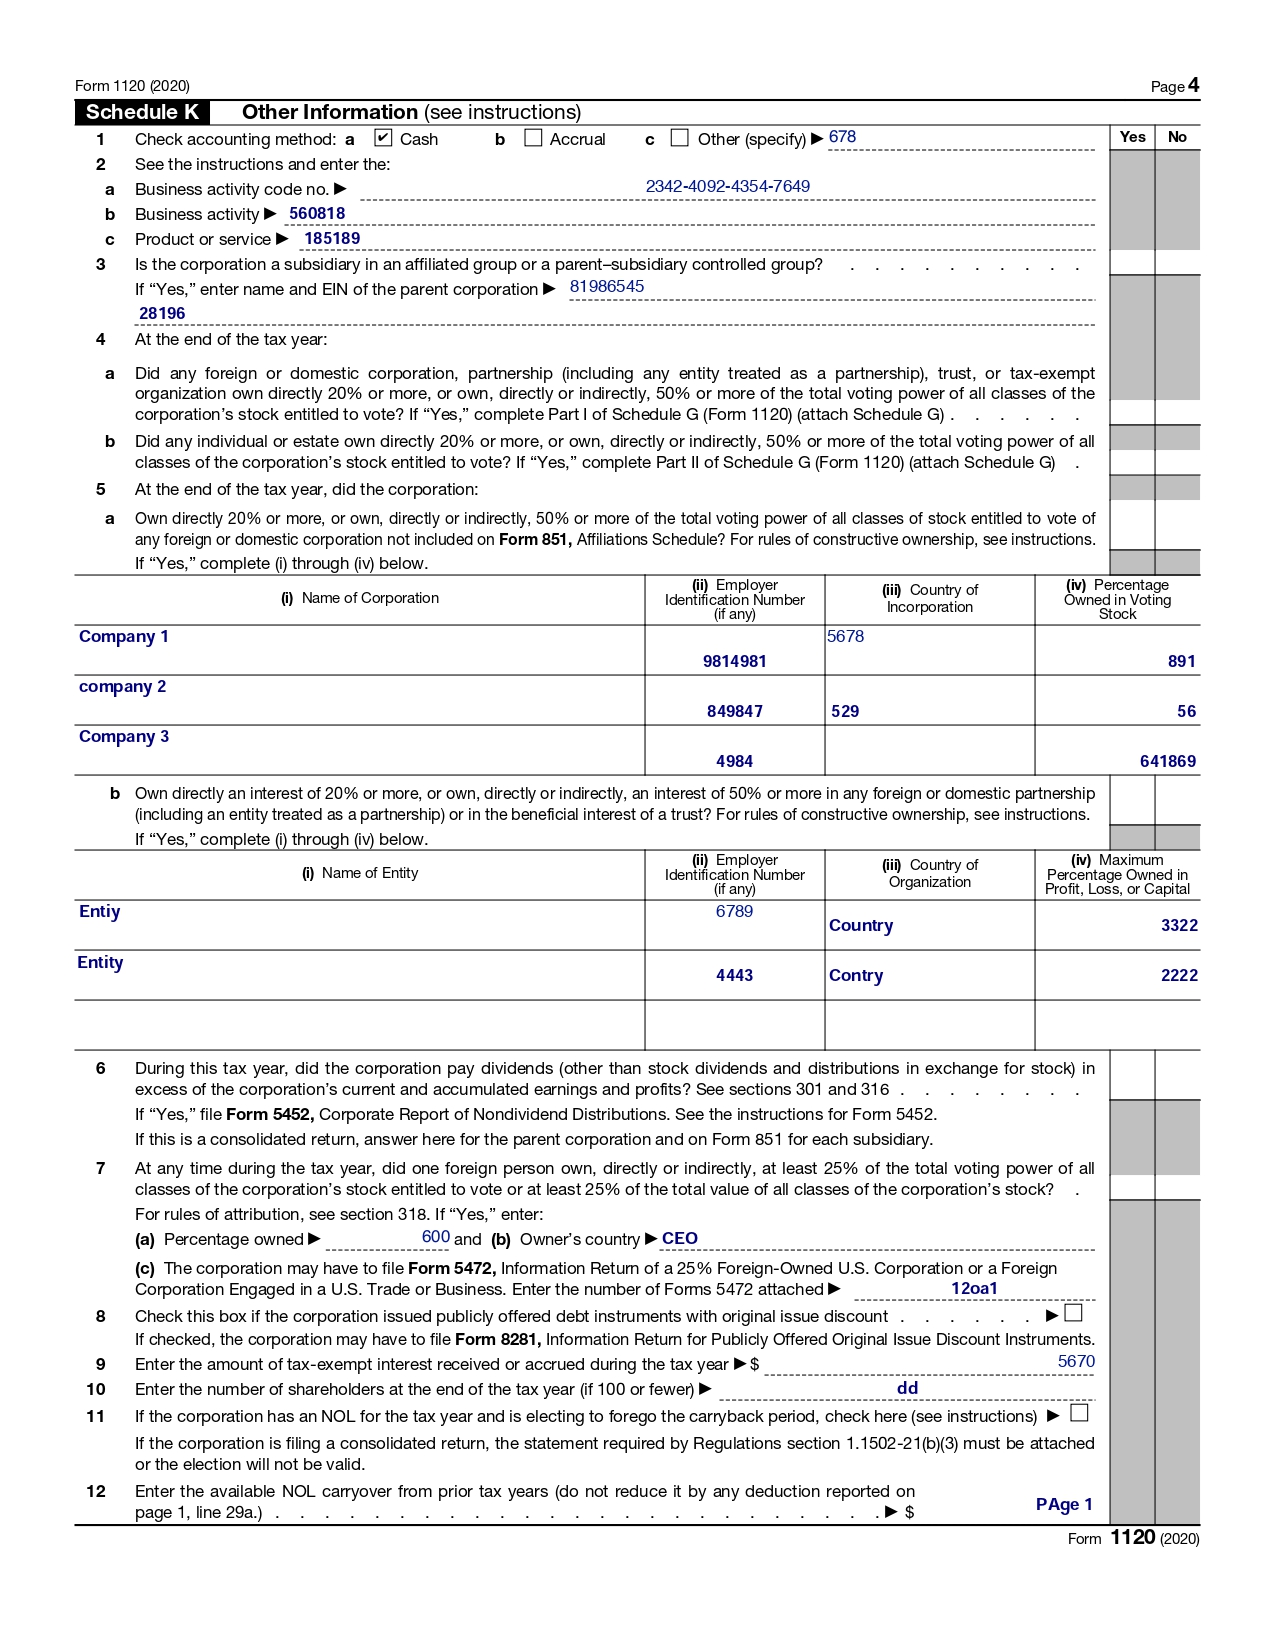 Form 1120 (2020) Page 4
Schedule K Other Information (see instructions)
1 Check accounting method: a ✔ Cash b Accrual c Other (specify) ▶ 678 Yes No
2 See the instructions and enter the:
a Business activity code no. ▶ 2342-4092-4354-7649
b Business activity ▶ 560818
c Product or service ▶ 185189
3 Is the corporation a subsidiary in an affiliated group or a parent–subsidiary controlled group? . . . . . . . . . .
If “Yes,” enter name and EIN of the parent corporation ▶ 81986545
28196
4 At the end of the tax year:
a Did any foreign or domestic corporation, partnership (including any entity treated as a partnership), trust, or tax-exempt
organization own directly 20% or more, or own, directly or indirectly, 50% or more of the total voting power of all classes of the
corporation’s stock entitled to vote? If “Yes,” complete Part I of Schedule G (Form 1120) (attach Schedule G) . . . . . .
b Did any individual or estate own directly 20% or more, or own, directly or indirectly, 50% or more of the total voting power of all
classes of the corporation’s stock entitled to vote? If “Yes,” complete Part II of Schedule G (Form 1120) (attach Schedule G) .
5 At the end of the tax year, did the corporation:
a Own directly 20% or more, or own, directly or indirectly, 50% or more of the total voting power of all classes of stock entitled to vote of
any foreign or domestic corporation not included on Form 851, Affiliations Schedule? For rules of constructive ownership, see instructions.
If “Yes,” complete (i) through (iv) below.
(i) Name of Corporation
(ii) Employer
Identification Number
(if any)
(iii) Country of
Incorporation
(iv) Percentage
Owned in Voting
Stock
Company 1 5678
9814981 891
company 2
849847 529 56
Company 3
4984 641869
b Own directly an interest of 20% or more, or own, directly or indirectly, an interest of 50% or more in any foreign or domestic partnership
(including an entity treated as a partnership) or in the beneficial interest of a trust? For rules of constructive ownership, see instructions.
If “Yes,” complete (i) through (iv) below.
(i) Name of Entity
(ii) Employer
Identification Number
(if any)
(iii) Country of
Organization
(iv) Maximum
Percentage Owned in
Profit, Loss, or Capital
Entiy 6789
Country 3322
Entity
4443 Contry 2222
6 During this tax year, did the corporation pay dividends (other than stock dividends and distributions in exchange for stock) in
excess of the corporation’s current and accumulated earnings and profits? See sections 301 and 316 . . . . . . . .
If “Yes,” file Form 5452, Corporate Report of Nondividend Distributions. See the instructions for Form 5452.
If this is a consolidated return, answer here for the parent corporation and on Form 851 for each subsidiary.
7 At any time during the tax year, did one foreign person own, directly or indirectly, at least 25% of the total voting power of all
classes of the corporation’s stock entitled to vote or at least 25% of the total value of all classes of the corporation’s stock? .
For rules of attribution, see section 318. If “Yes,” enter:
(a) Percentage owned ▶ 600 and (b) Owner’s country ▶ CEO
(c) The corporation may have to file Form 5472, Information Return of a 25% Foreign-Owned U.S. Corporation or a Foreign
Corporation Engaged in a U.S. Trade or Business. Enter the number of Forms 5472 attached ▶ 12oa1
8 Check this box if the corporation issued publicly offered debt instruments with original issue discount . . . . . . ▶
If checked, the corporation may have to file Form 8281, Information Return for Publicly Offered Original Issue Discount Instruments.
9 Enter the amount of tax-exempt interest received or accrued during the tax year ▶ $ 5670
10 Enter the number of shareholders at the end of the tax year (if 100 or fewer) ▶ dd
11 If the corporation has an NOL for the tax year and is electing to forego the carryback period, check here (see instructions) ▶
If the corporation is filing a consolidated return, the statement required by Regulations section 1.1502-21(b)(3) must be attached
or the election will not be valid.
12 Enter the available NOL carryover from prior tax years (do not reduce it by any deduction reported on
page 1, line 29a.) . . . . . . . . . . . . . . . . . . . . . . . . . ▶ $ PAge 1
Form 1120 (2020)